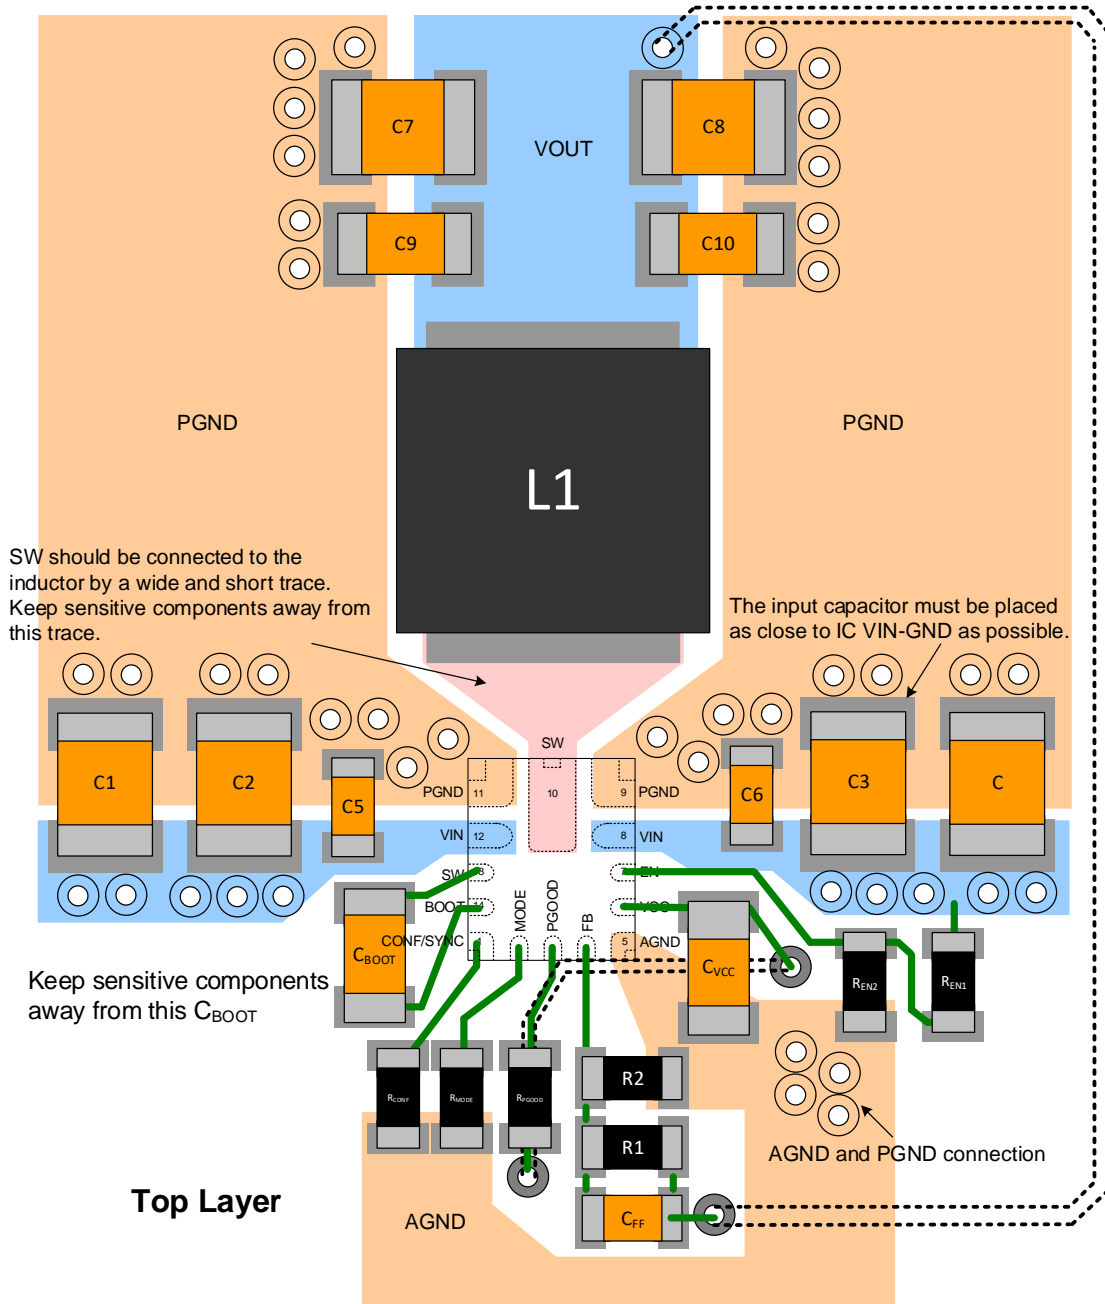 C7
C8
VOUT
C9
C10
PGND
PGND
L1
SW should be connected to the
inductor by a wide and short trace.
Keep sensitive components away from
this trace.
The input capacitor must be placed
as close to IC VIN-GND as possible.
SW
C1
C2
C5
PGND
11
10
9
PGND
C6
C3
C
VIN
12
8
VIN
SW
EN
BOOT
VCC
CONF/SYNC
MODE
PGOOD
FB
5
AGND
CBOOT
CVCC
REN2
REN1
Keep sensitive components
away from this CBOOT
RCONF
RMODE
RPGOOD
R2
R1
AGND and PGND connection
Top Layer
AGND
CFF